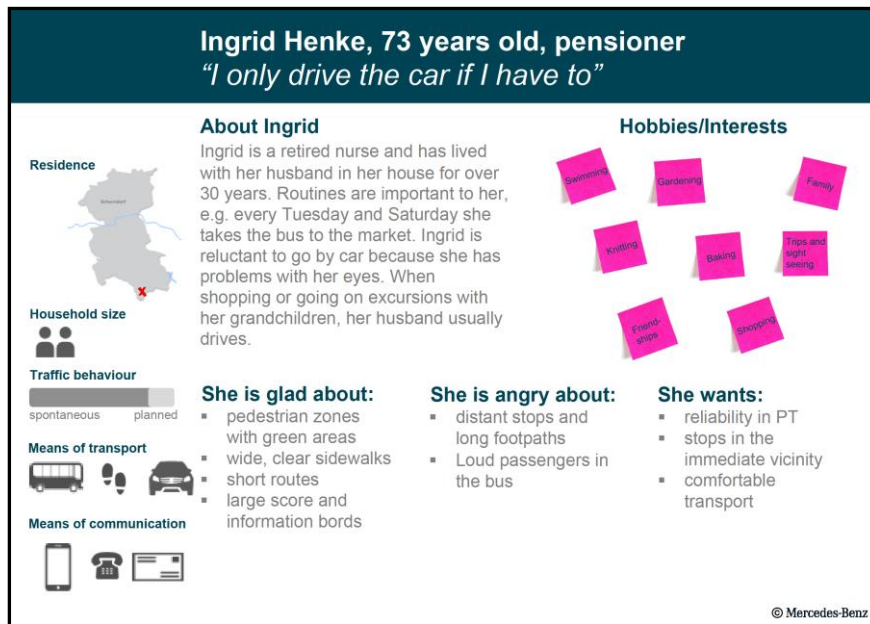 Ingrid Henke, 73 years old, pensioner
“I only drive the car if I have to”
Residence
Schorndorf
Household size
Traffic behaviour
spontaneous planned
Means of transport
Means of communication
About Ingrid
Ingrid is a retired nurse and has lived
with her husband in her house for over
30 years. Routines are important to her,
e.g. every Tuesday and Saturday she
takes the bus to the market. Ingrid is
reluctant to go by car because she has
problems with her eyes. When
shopping or going on excursions with
her grandchildren, her husband usually
drives.
Hobbies/Interests
Swimming
Gardening
Family
Knitting
Baking
Trips and
sight
seeing
Friend-
ships
Shopping
She is glad about:
▪ pedestrian zones
with green areas
▪ wide, clear sidewalks
▪ short routes
▪ large score and
information bords
She is angry about:
▪ distant stops and
long footpaths
▪ Loud passengers in
the bus
She wants:
▪ reliability in PT
▪ stops in the
immediate vicinity
▪ comfortable
transport
© Mercedes-Benz